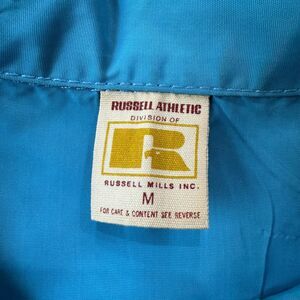 RUSSELL ATHLETIC
DIVISION OF
R
RUSSELL MILLS INC.
M
FOR CARE & CONTENT SEE REVERSE